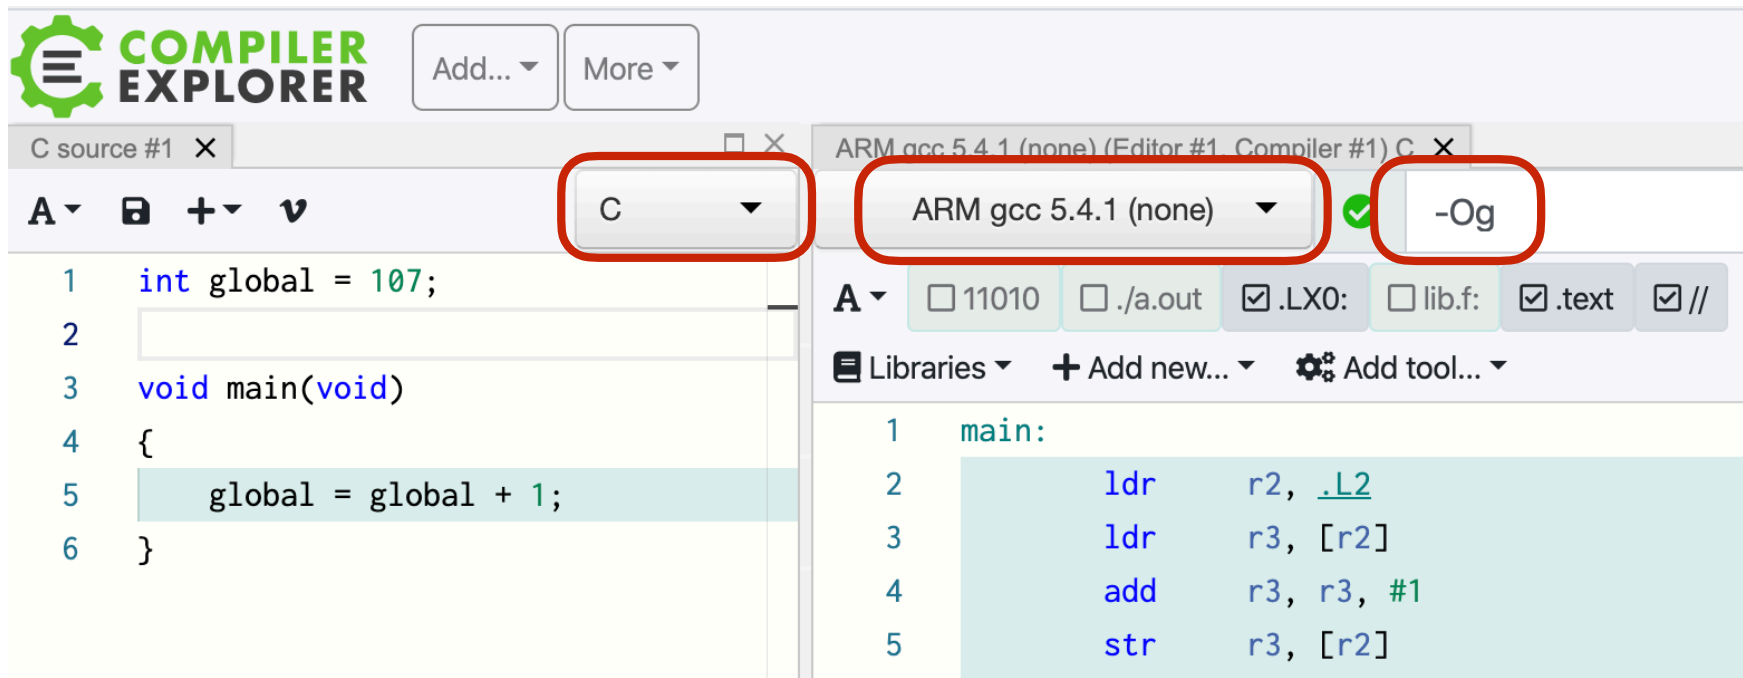 COMPILER
EXPLORER
Add...
More
C source #1
ARM gcc 5.4.1 (none) (Editor #1, Compiler #1) C
A
C
ARM gcc 5.4.1 (none)
-Og
A
11010
./a.out
.LX0:
lib.f:
.text
//
Libraries
Add new...
Add tool...
1 int global = 107;
2
3 void main(void)
4 {
5 global = global + 1;
6 }
1 main:
2 ldr r2, .L2
3 ldr r3, [r2]
4 add r3, r3, #1
5 str r3, [r2]